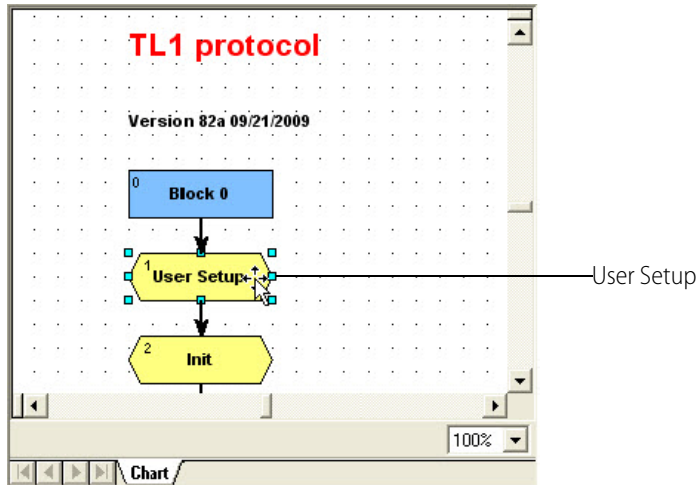 TL1 protocol
Version 82a 09/21/2009
0
Block 0
1
User Setup
User Setup
2
Init
100%
Chart